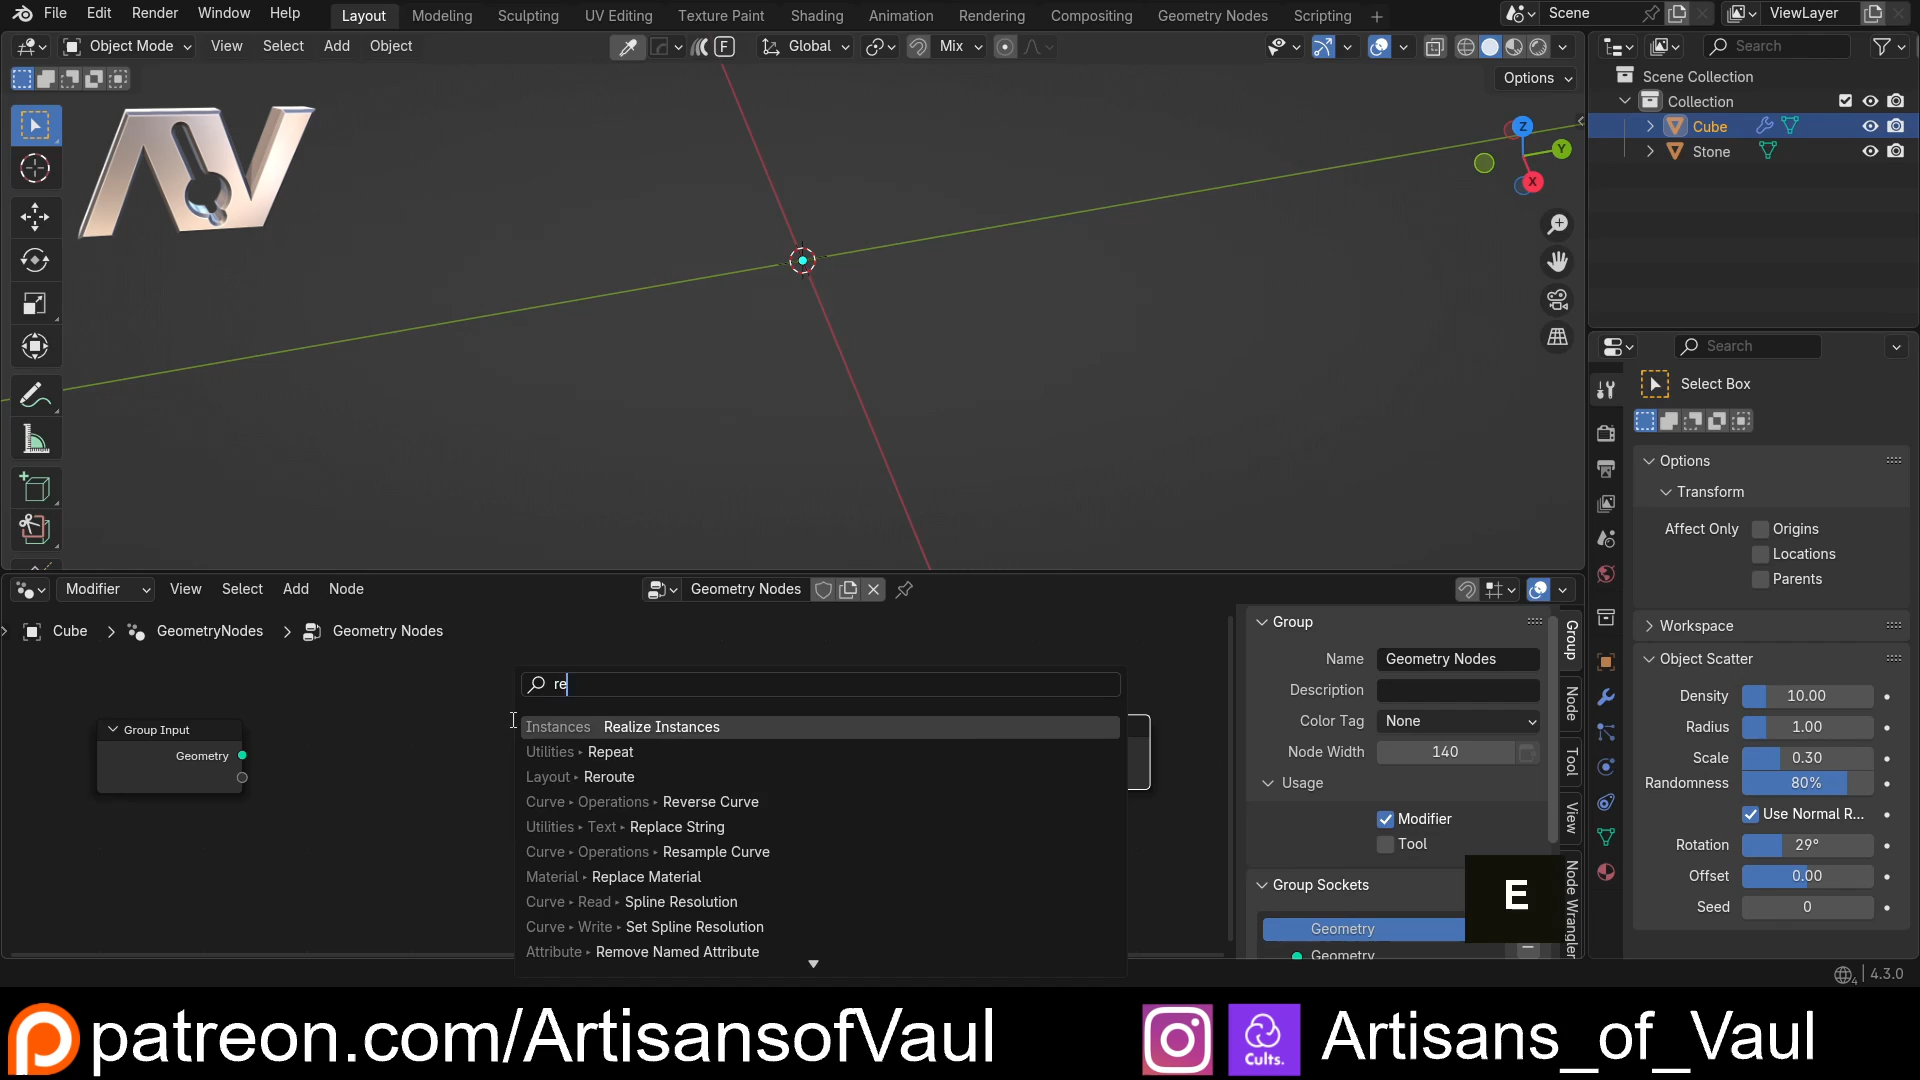 File Edit Render Window Help Layout Modeling Sculpting UV Editing Texture Paint Shading Animation Rendering Compositing Geometry Nodes Scripting Scene ViewLayer
Object Mode View Select Add Object F Global Mix Search
Options
Scene Collection
Collection
Cube
Stone
Z
Y
X
AV
Search
Select Box
Options
Transform
Affect Only Origins
Locations
Parents
Workspace
Object Scatter
Density 10.00
Radius 1.00
Scale 0.30
Randomness 80%
Use Normal R...
Rotation 29°
Offset 0.00
Seed 0
Modifier View Select Add Node Geometry Nodes
Cube > GeometryNodes > Geometry Nodes
Group Input
Geometry
re
Instances Realize Instances
Utilities ▸ Repeat
Layout ▸ Reroute
Curve ▸ Operations ▸ Reverse Curve
Utilities ▸ Text ▸ Replace String
Curve ▸ Operations ▸ Resample Curve
Material ▸ Replace Material
Curve ▸ Read ▸ Spline Resolution
Curve ▸ Write ▸ Set Spline Resolution
Attribute ▸ Remove Named Attribute
Group
Name Geometry Nodes
Description
Color Tag None
Node Width 140
Usage
Modifier
Tool
Group Sockets
Geometry
Geometry
Group
Node
Tool
View
Node Wrangler
E
4.3.0
patreon.com/ArtisansofVaul
Cults.
Artisans_of_Vaul